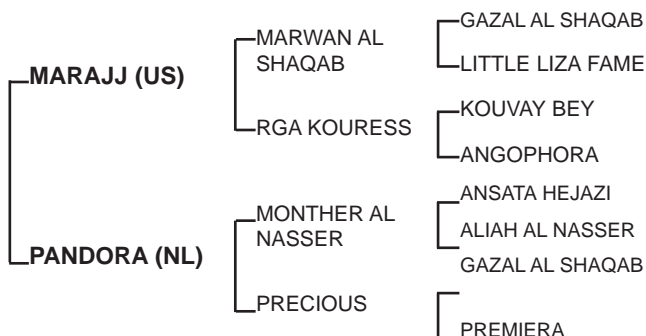 GAZAL AL SHAQAB
MARWAN AL
SHAQAB
LITTLE LIZA FAME
MARAJJ (US)
KOUVAY BEY
RGA KOURESS
ANGOPHORA
ANSATA HEJAZI
MONTHER AL
NASSER
ALIAH AL NASSER
PANDORA (NL)
GAZAL AL SHAQAB
PRECIOUS
PREMIERA